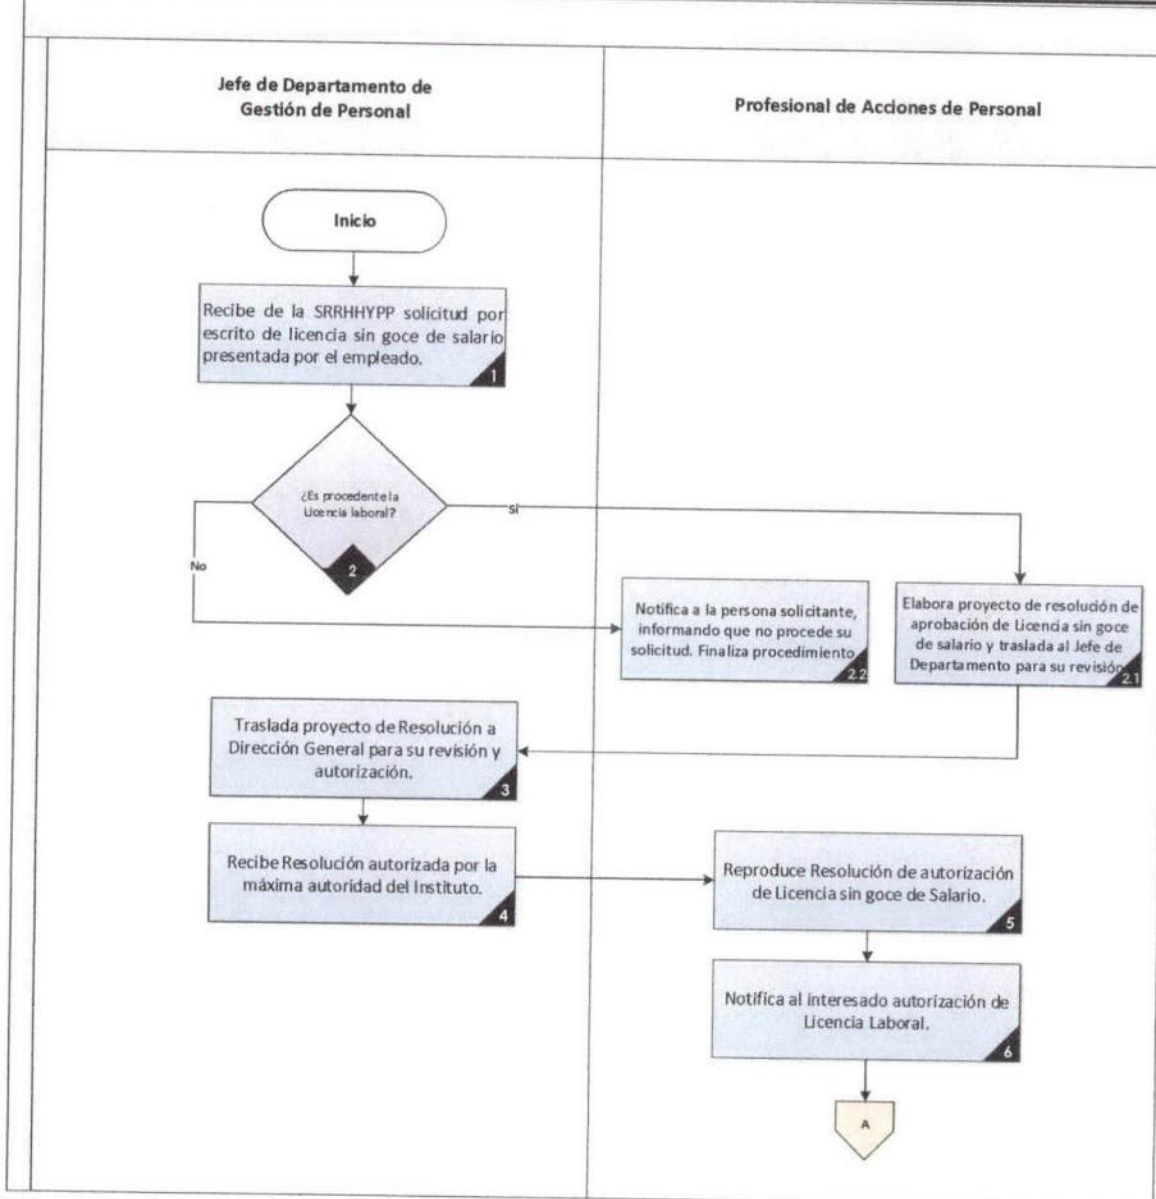 Jefe de Departamento de
Gestión de Personal
Profesional de Acciones de Personal
Inicio
Recibe de la SRRHHYPP solicitud por
escrito de licencia sin goce de salario
presentada por el empleado.
1
¿Es procedente la
Licencia laboral?
2
Si
No
Notifica a la persona solicitante,
informando que no procede su
solicitud. Finaliza procedimiento
2.2
Elabora proyecto de resolución de
aprobación de Licencia sin goce
de salario y traslada al Jefe de
Departamento para su revisión
2.1
Traslada proyecto de Resolución a
Dirección General para su revisión y
autorización.
3
Recibe Resolución autorizada por la
máxima autoridad del Instituto.
4
Reproduce Resolución de autorización
de Licencia sin goce de Salario.
5
Notifica al interesado autorización de
Licencia Laboral.
6
A